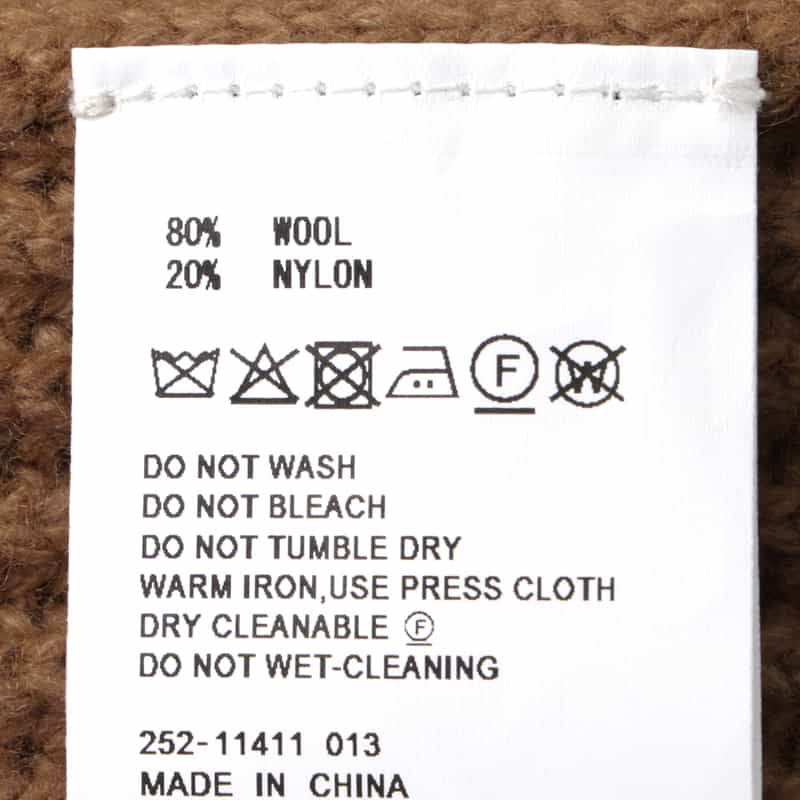 80% WOOL
20% NYLON
F W
DO NOT WASH
DO NOT BLEACH
DO NOT TUMBLE DRY
WARM IRON,USE PRESS CLOTH
DRY CLEANABLE F
DO NOT WET-CLEANING
252-11411 013
MADE IN CHINA